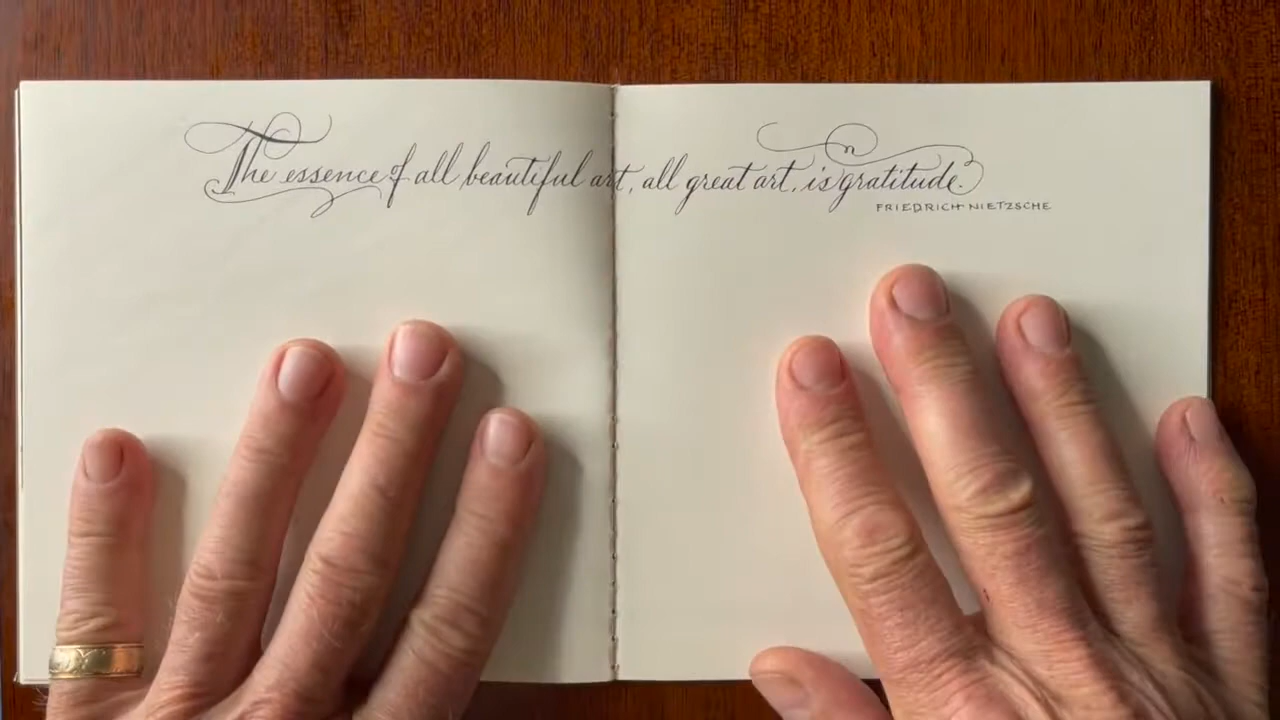 The essence of all beautiful art, all great art, is gratitude.
FRIEDRICH NIETZSCHE